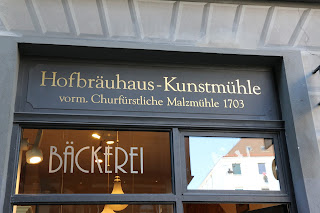 Hofbräuhaus-Kunstmühle
vorm. Churfürstliche Malzmühle 1703
BÄCKEREI